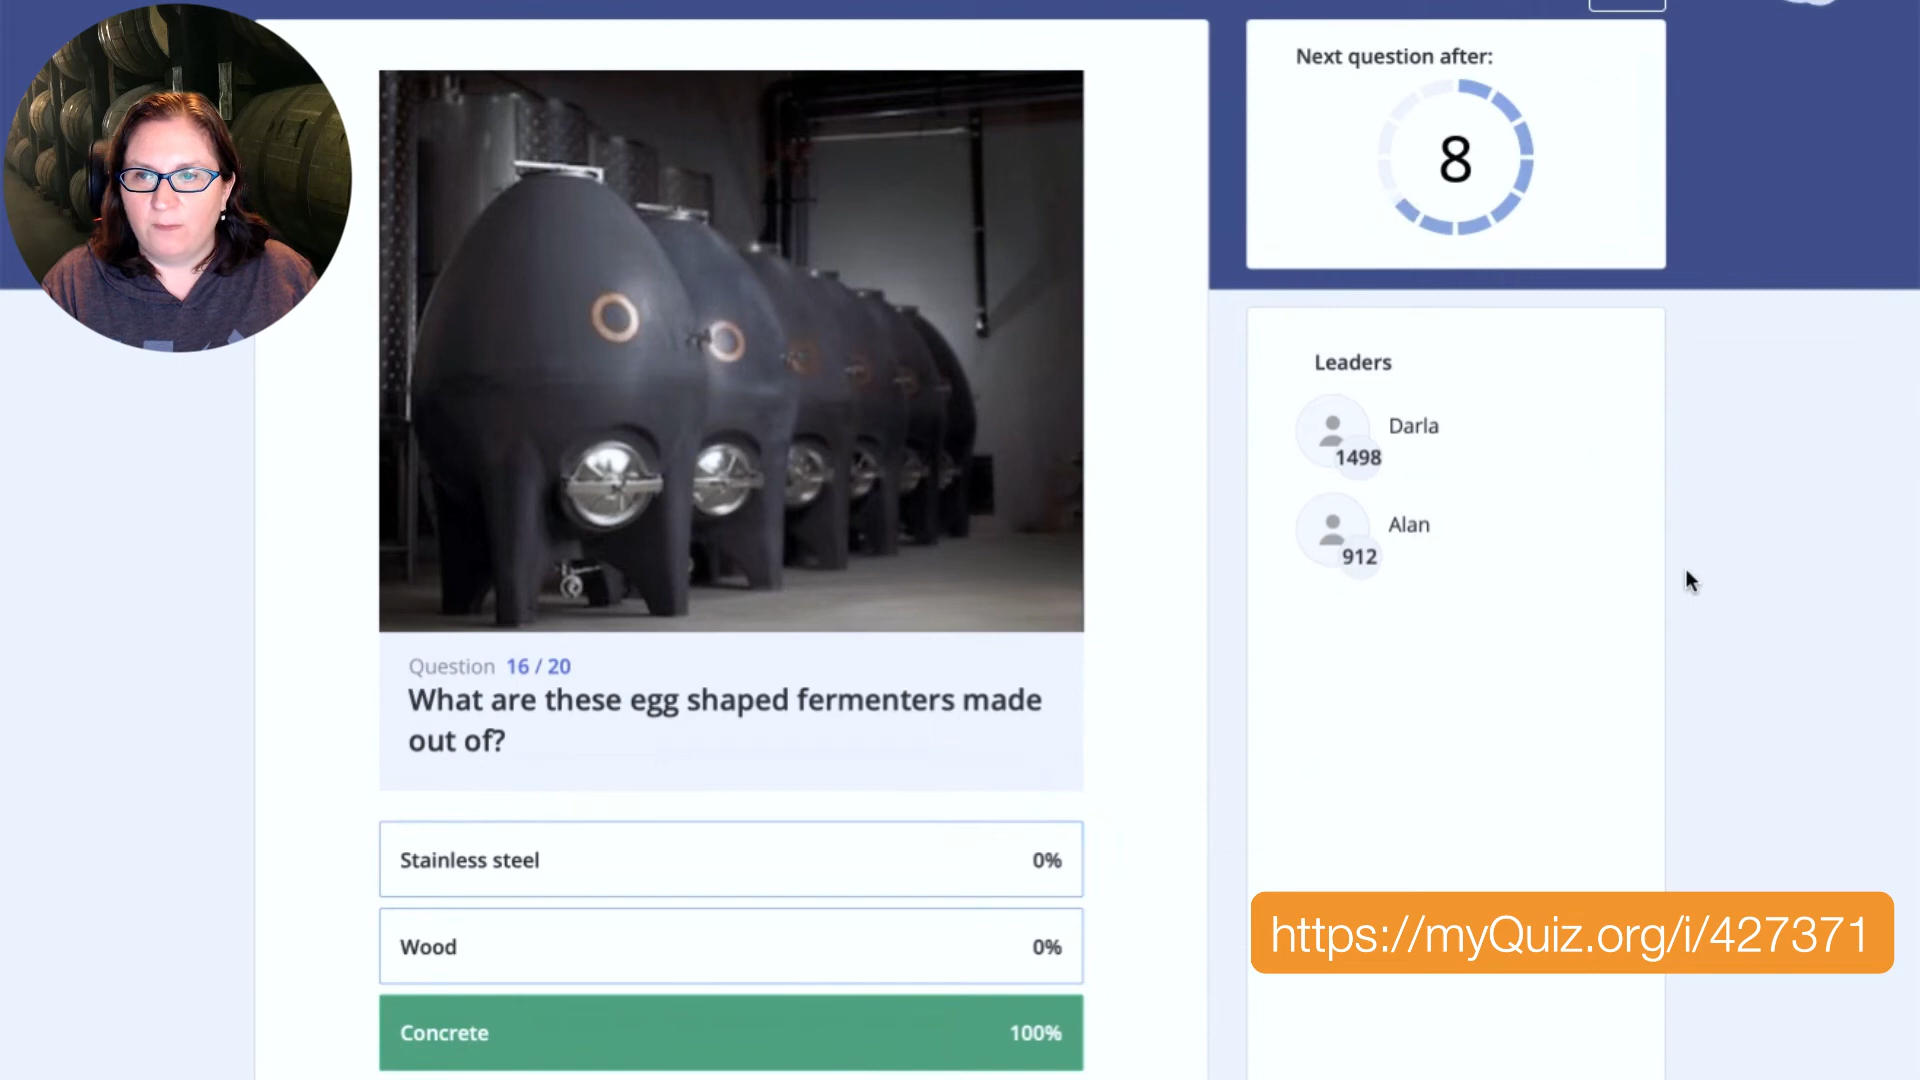 Next question after:
8
Leaders
Darla
1498
Alan
912
Question 16 / 20
What are these egg shaped fermenters made
out of?
Stainless steel 0%
Wood 0%
Concrete 100%
https://myQuiz.org/i/427371